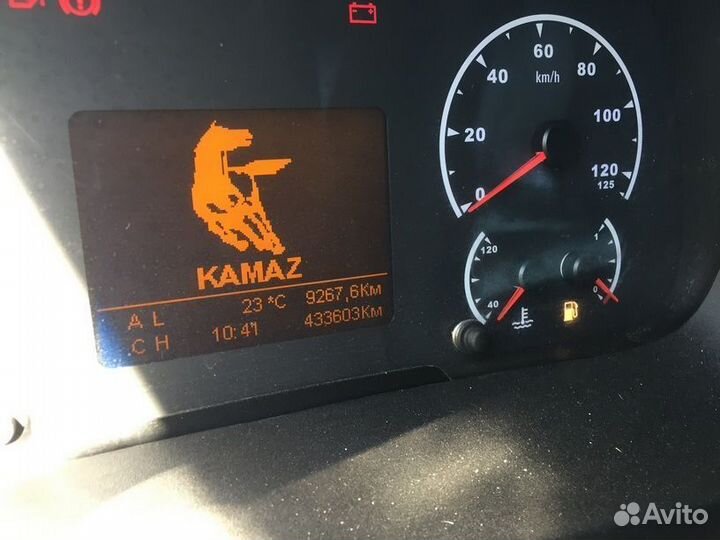 KAMAZ
A L 23 °C 9267,6Км
C H 10:41 433603Км
0 20 40 60 80 100 120 125
km/h
40 120
0 1
Avito